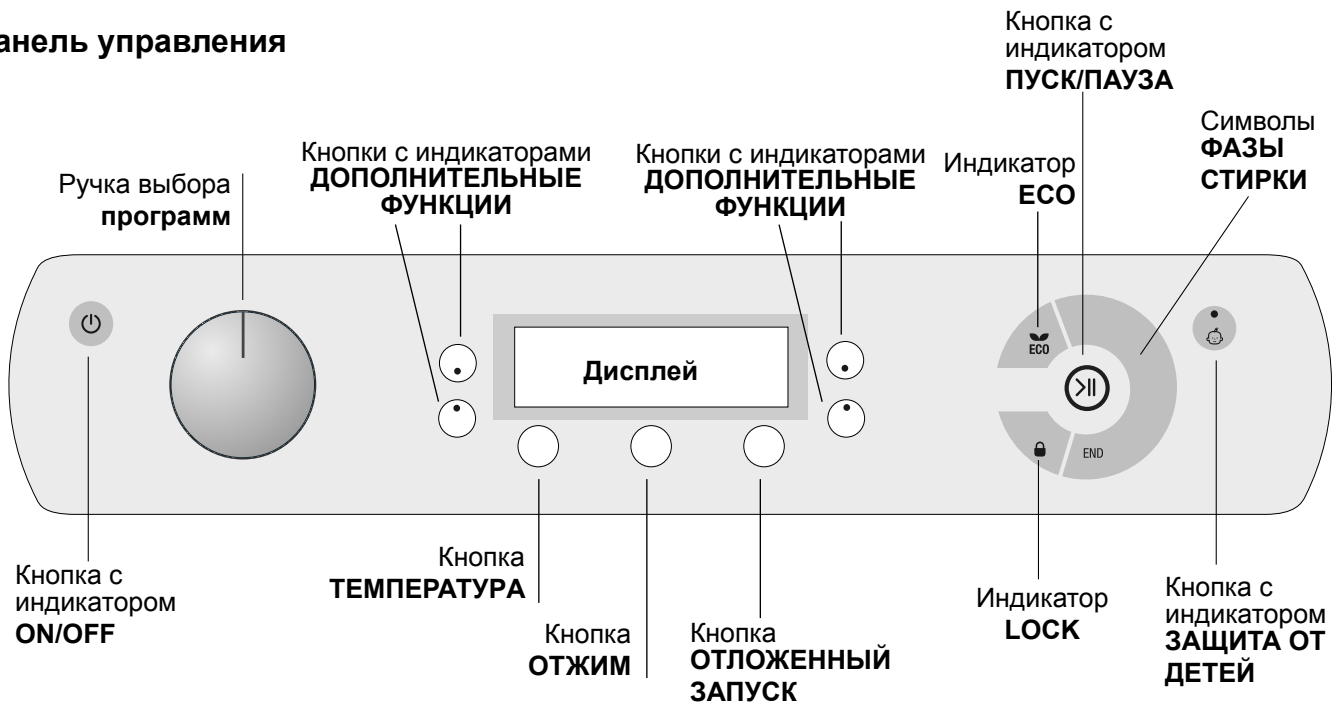 анель управления
Кнопка с
индикатором
ПУСК/ПАУЗА
Символы
ФАЗЫ
СТИРКИ
Кнопки с индикаторами
ДОПОЛНИТЕЛЬНЫЕ
ФУНКЦИИ
Кнопки с индикаторами
ДОПОЛНИТЕЛЬНЫЕ
ФУНКЦИИ
Индикатор
ECO
Ручка выбора
программ
Дисплей
ECO
END
Кнопка с
индикатором
ON/OFF
Кнопка
ТЕМПЕРАТУРА
Кнопка
ОТЖИМ
Кнопка
ОТЛОЖЕННЫЙ
ЗАПУСК
Индикатор
LOCK
Кнопка с
индикатором
ЗАЩИТА ОТ
ДЕТЕЙ